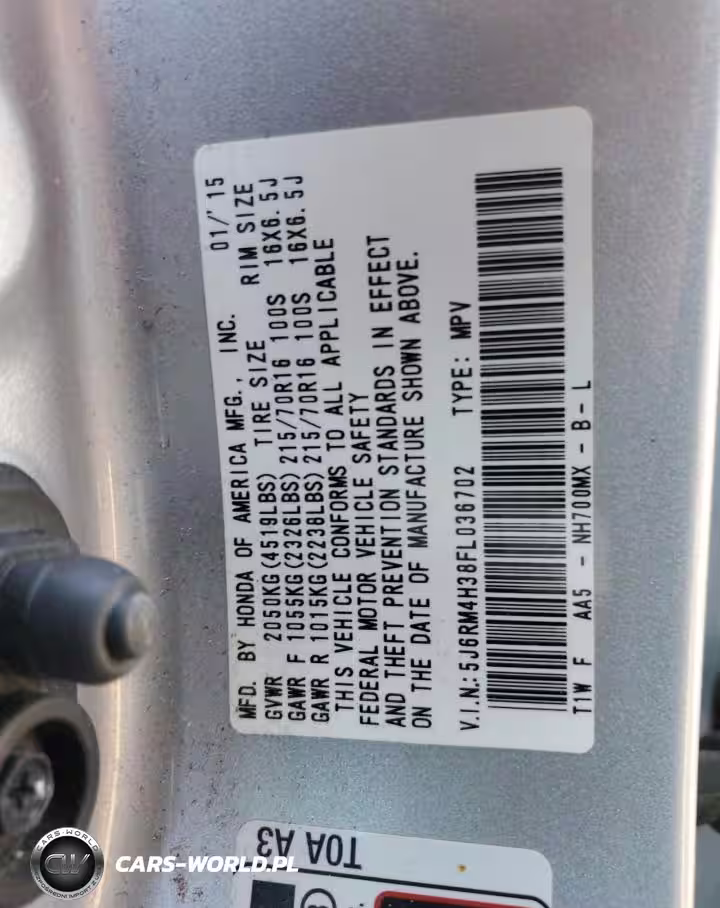 MFD. BY HONDA OF AMERICA MFG., INC. 01/'15
GVWR 2050KG(4519LBS) TIRE SIZE RIM SIZE
GAWR F 1055KG(2326LBS) 215/70R16 100S 16X6.5J
GAWR R 1015KG(2238LBS) 215/70R16 100S 16X6.5J
THIS VEHICLE CONFORMS TO ALL APPLICABLE
FEDERAL MOTOR VEHICLE SAFETY
AND THEFT PREVENTION STANDARDS IN EFFECT
ON THE DATE OF MANUFACTURE SHOWN ABOVE.
V.I.N.: 5J6RM4H38FL036702 TYPE: MPV
T1W F AA5 - NH700MX - B - L
T0A A3
CARS-WORLD
CW
CARS-WORLD.PL